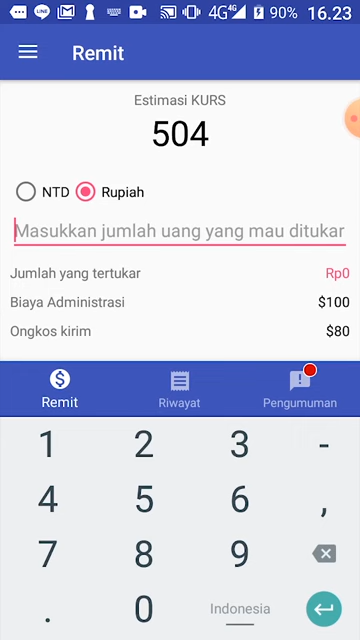 4G 4G 90% 16.23
Remit
Estimasi KURS
504
NTD Rupiah
Masukkan jumlah uang yang mau ditukar
Jumlah yang tertukar Rp0
Biaya Administrasi $100
Ongkos kirim $80
Remit Riwayat Pengumuman
1 2 3 -
4 5 6 ,
7 8 9
. 0 Indonesia